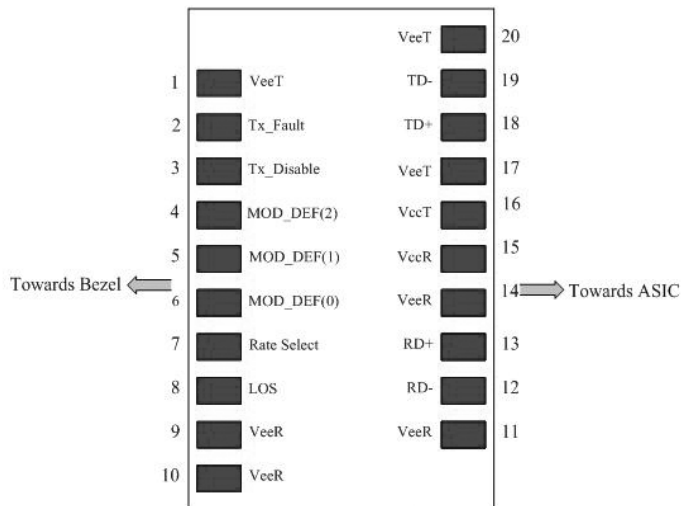 VeeT 20
1 VeeT TD- 19
2 Tx_Fault TD+ 18
3 Tx_Disable VeeT 17
4 MOD_DEF(2) VccT 16
5 MOD_DEF(1) VccR 15
Towards Bezel 6 MOD_DEF(0) VeeR 14 Towards ASIC
7 Rate Select RD+ 13
8 LOS RD- 12
9 VeeR VeeR 11
10 VeeR